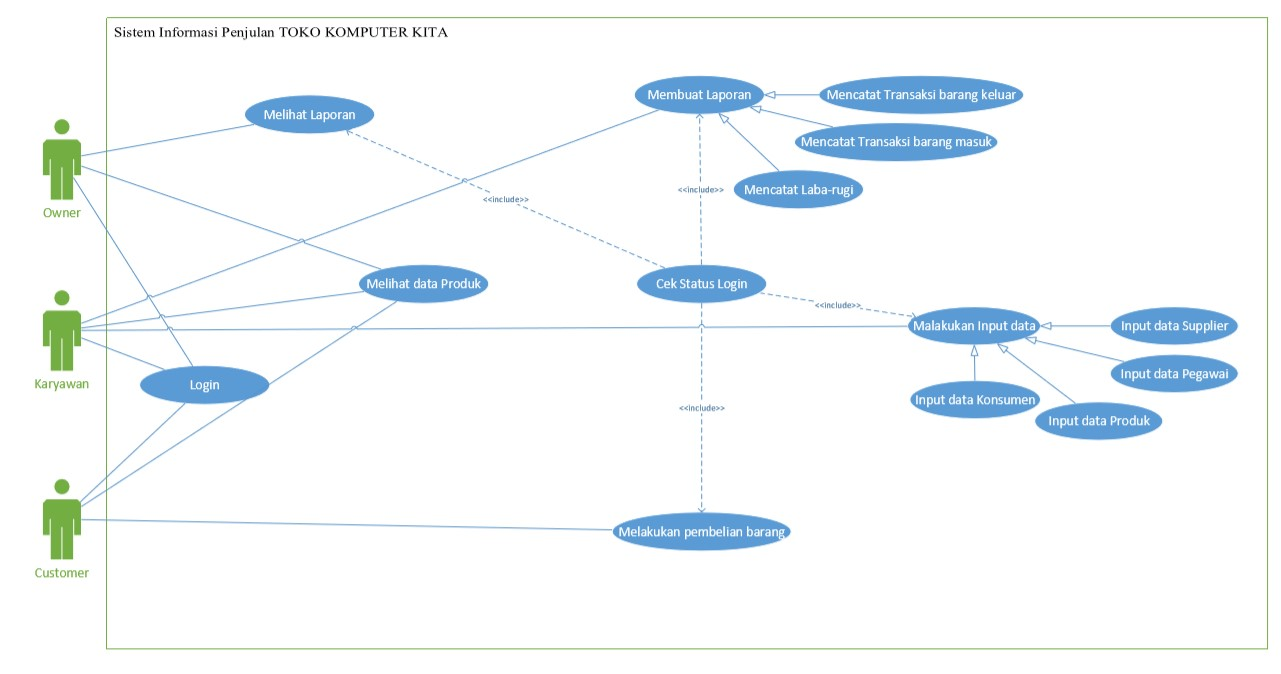 Sistem Informasi Penjulan TOKO KOMPUTER KITA
Membuat Laporan
Mencatat Transaksi barang keluar
Melihat Laporan
Mencatat Transaksi barang masuk
Mencatat Laba-rugi
<<include>>
<<include>>
Owner
Melihat data Produk
Cek Status Login
<<include>>
Malakukan Input data
Input data Supplier
Input data Pegawai
Karyawan
Login
Input data Konsumen
Input data Produk
<<include>>
Melakukan pembelian barang
Customer